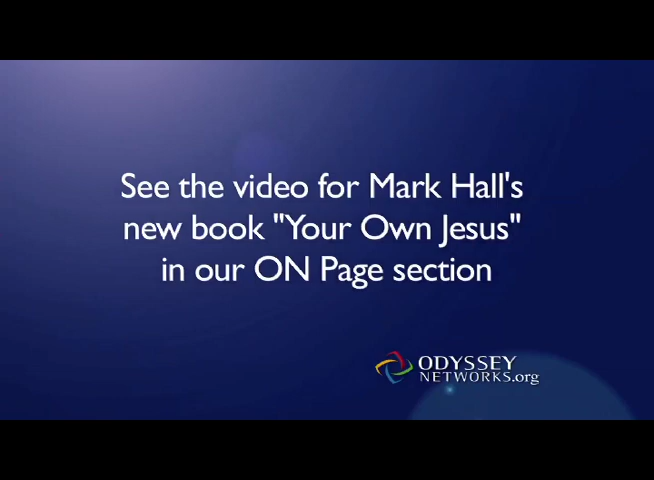 See the video for Mark Hall's
new book "Your Own Jesus"
in our ON Page section
ODYSSEY
NETWORKS.org